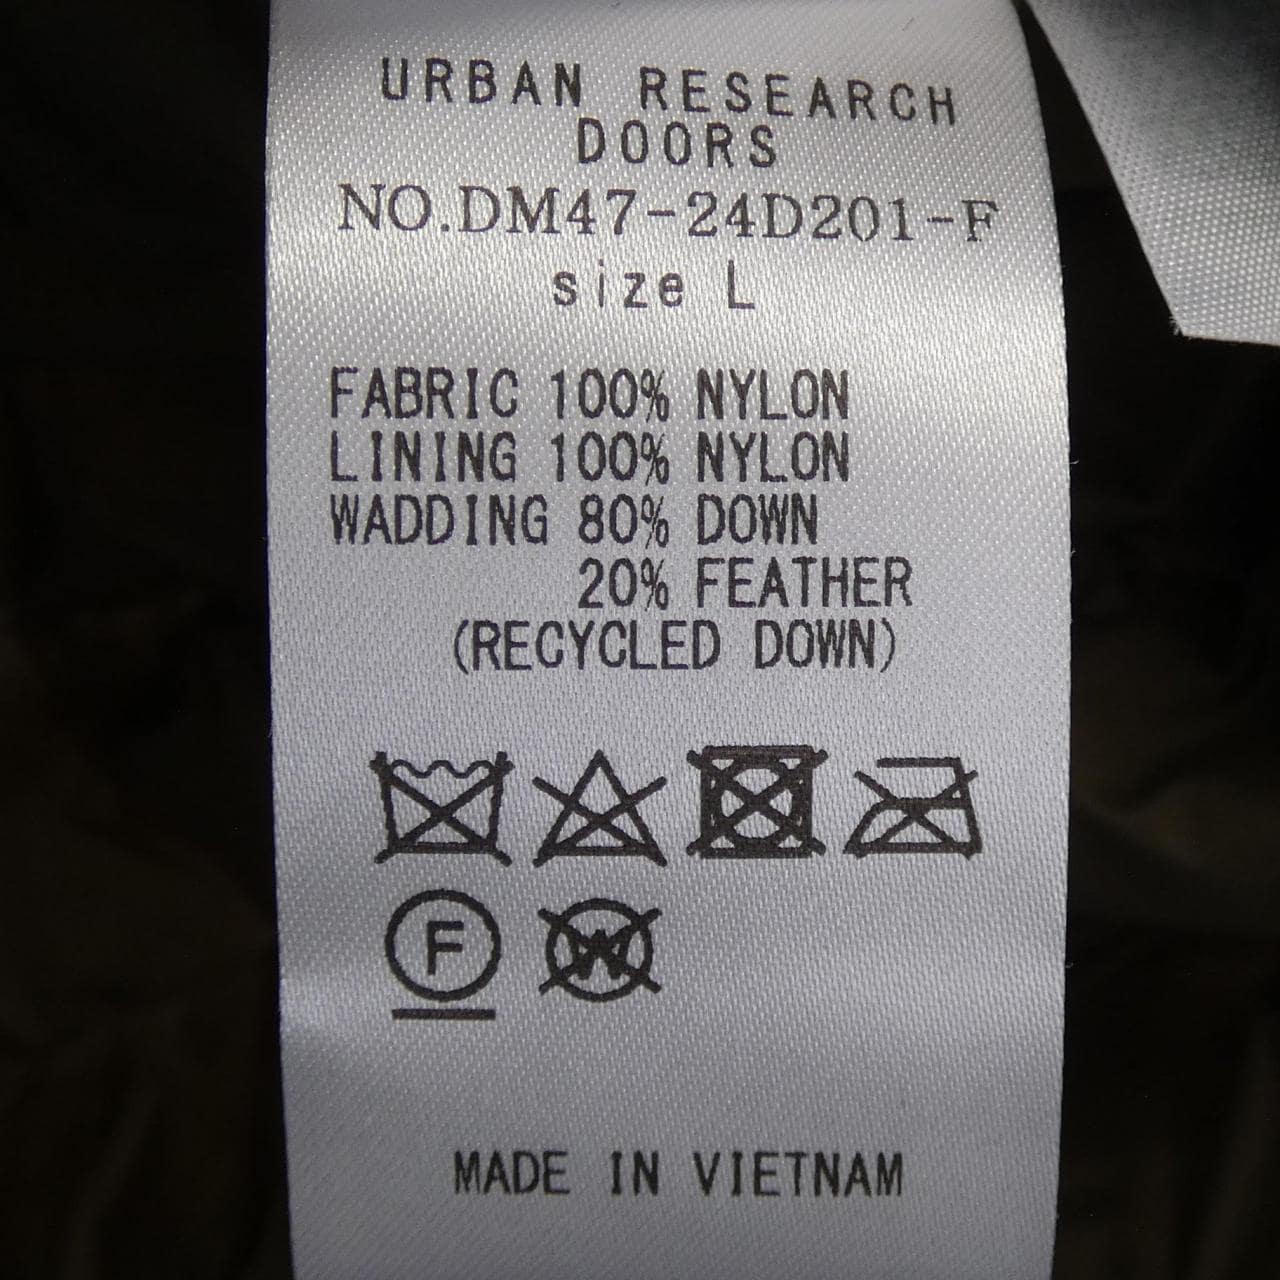 URBAN RESEARCH
DOORS
NO.DM47-24D201-F
size L
FABRIC 100% NYLON
LINING 100% NYLON
WADDING 80% DOWN
20% FEATHER
(RECYCLED DOWN)
F W
MADE IN VIETNAM